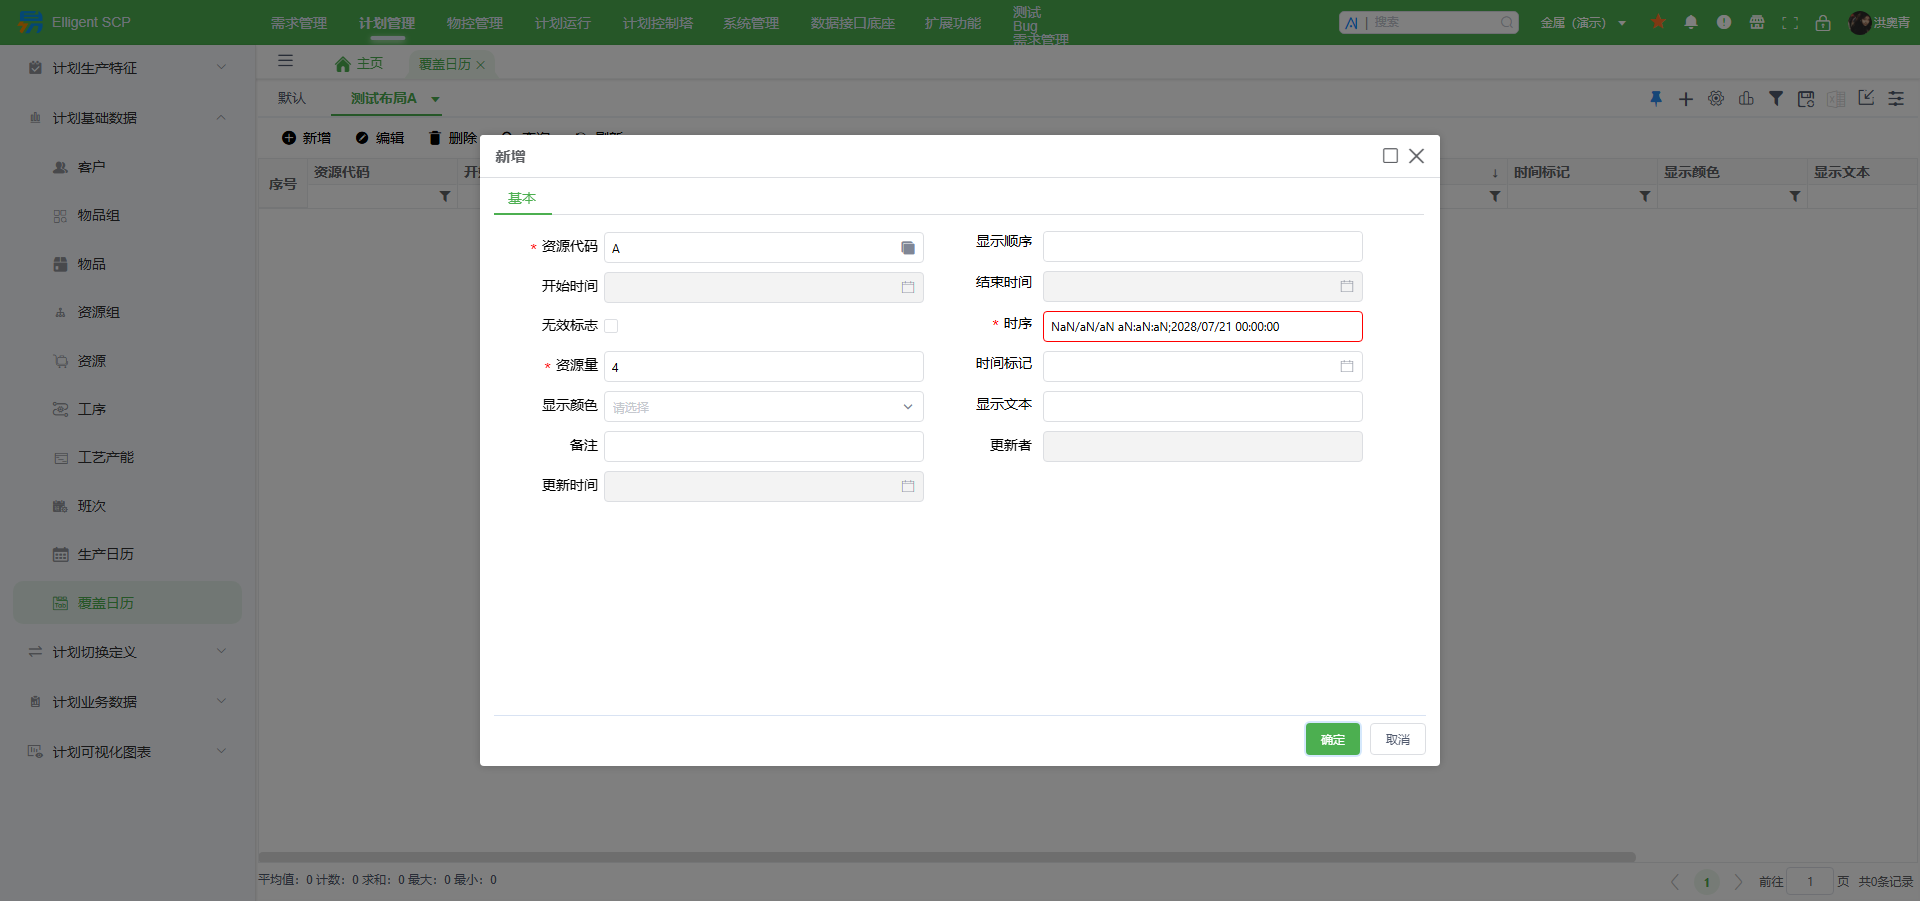 Elligent SCP
需求管理
计划管理
物控管理
计划运行
计划控制塔
系统管理
数据接口底座
扩展功能
测试
Bug
需求管理
AI | 搜索
金属（演示）
洪奥青
计划生产特征
计划基础数据
客户
物品组
物品
资源组
资源
工序
工艺产能
班次
生产日历
覆盖日历
计划切换定义
计划业务数据
计划可视化图表
主页
覆盖日历
默认
测试布局A
新增
编辑
删除
查询
刷新
序号
资源代码
时间标记
显示颜色
显示文本
新增
基本
* 资源代码 A
显示顺序
开始时间
结束时间
无效标志
* 时序 NaN/aN/aN aN:aN:aN;2028/07/21 00:00:00
* 资源量 4
时间标记
显示颜色 请选择
显示文本
备注
更新者
更新时间
确定
取消
平均值: 0 计数: 0 求和: 0 最大: 0 最小: 0
1
前往 1 页 共0条记录